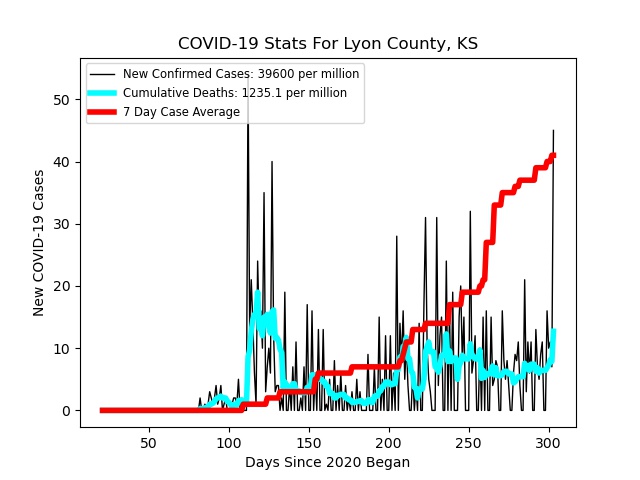 COVID-19 Stats For Lyon County, KS
New Confirmed Cases: 39600 per million
Cumulative Deaths: 1235.1 per million
7 Day Case Average
New COVID-19 Cases
50
40
30
20
10
0
50 100 150 200 250 300
Days Since 2020 Began